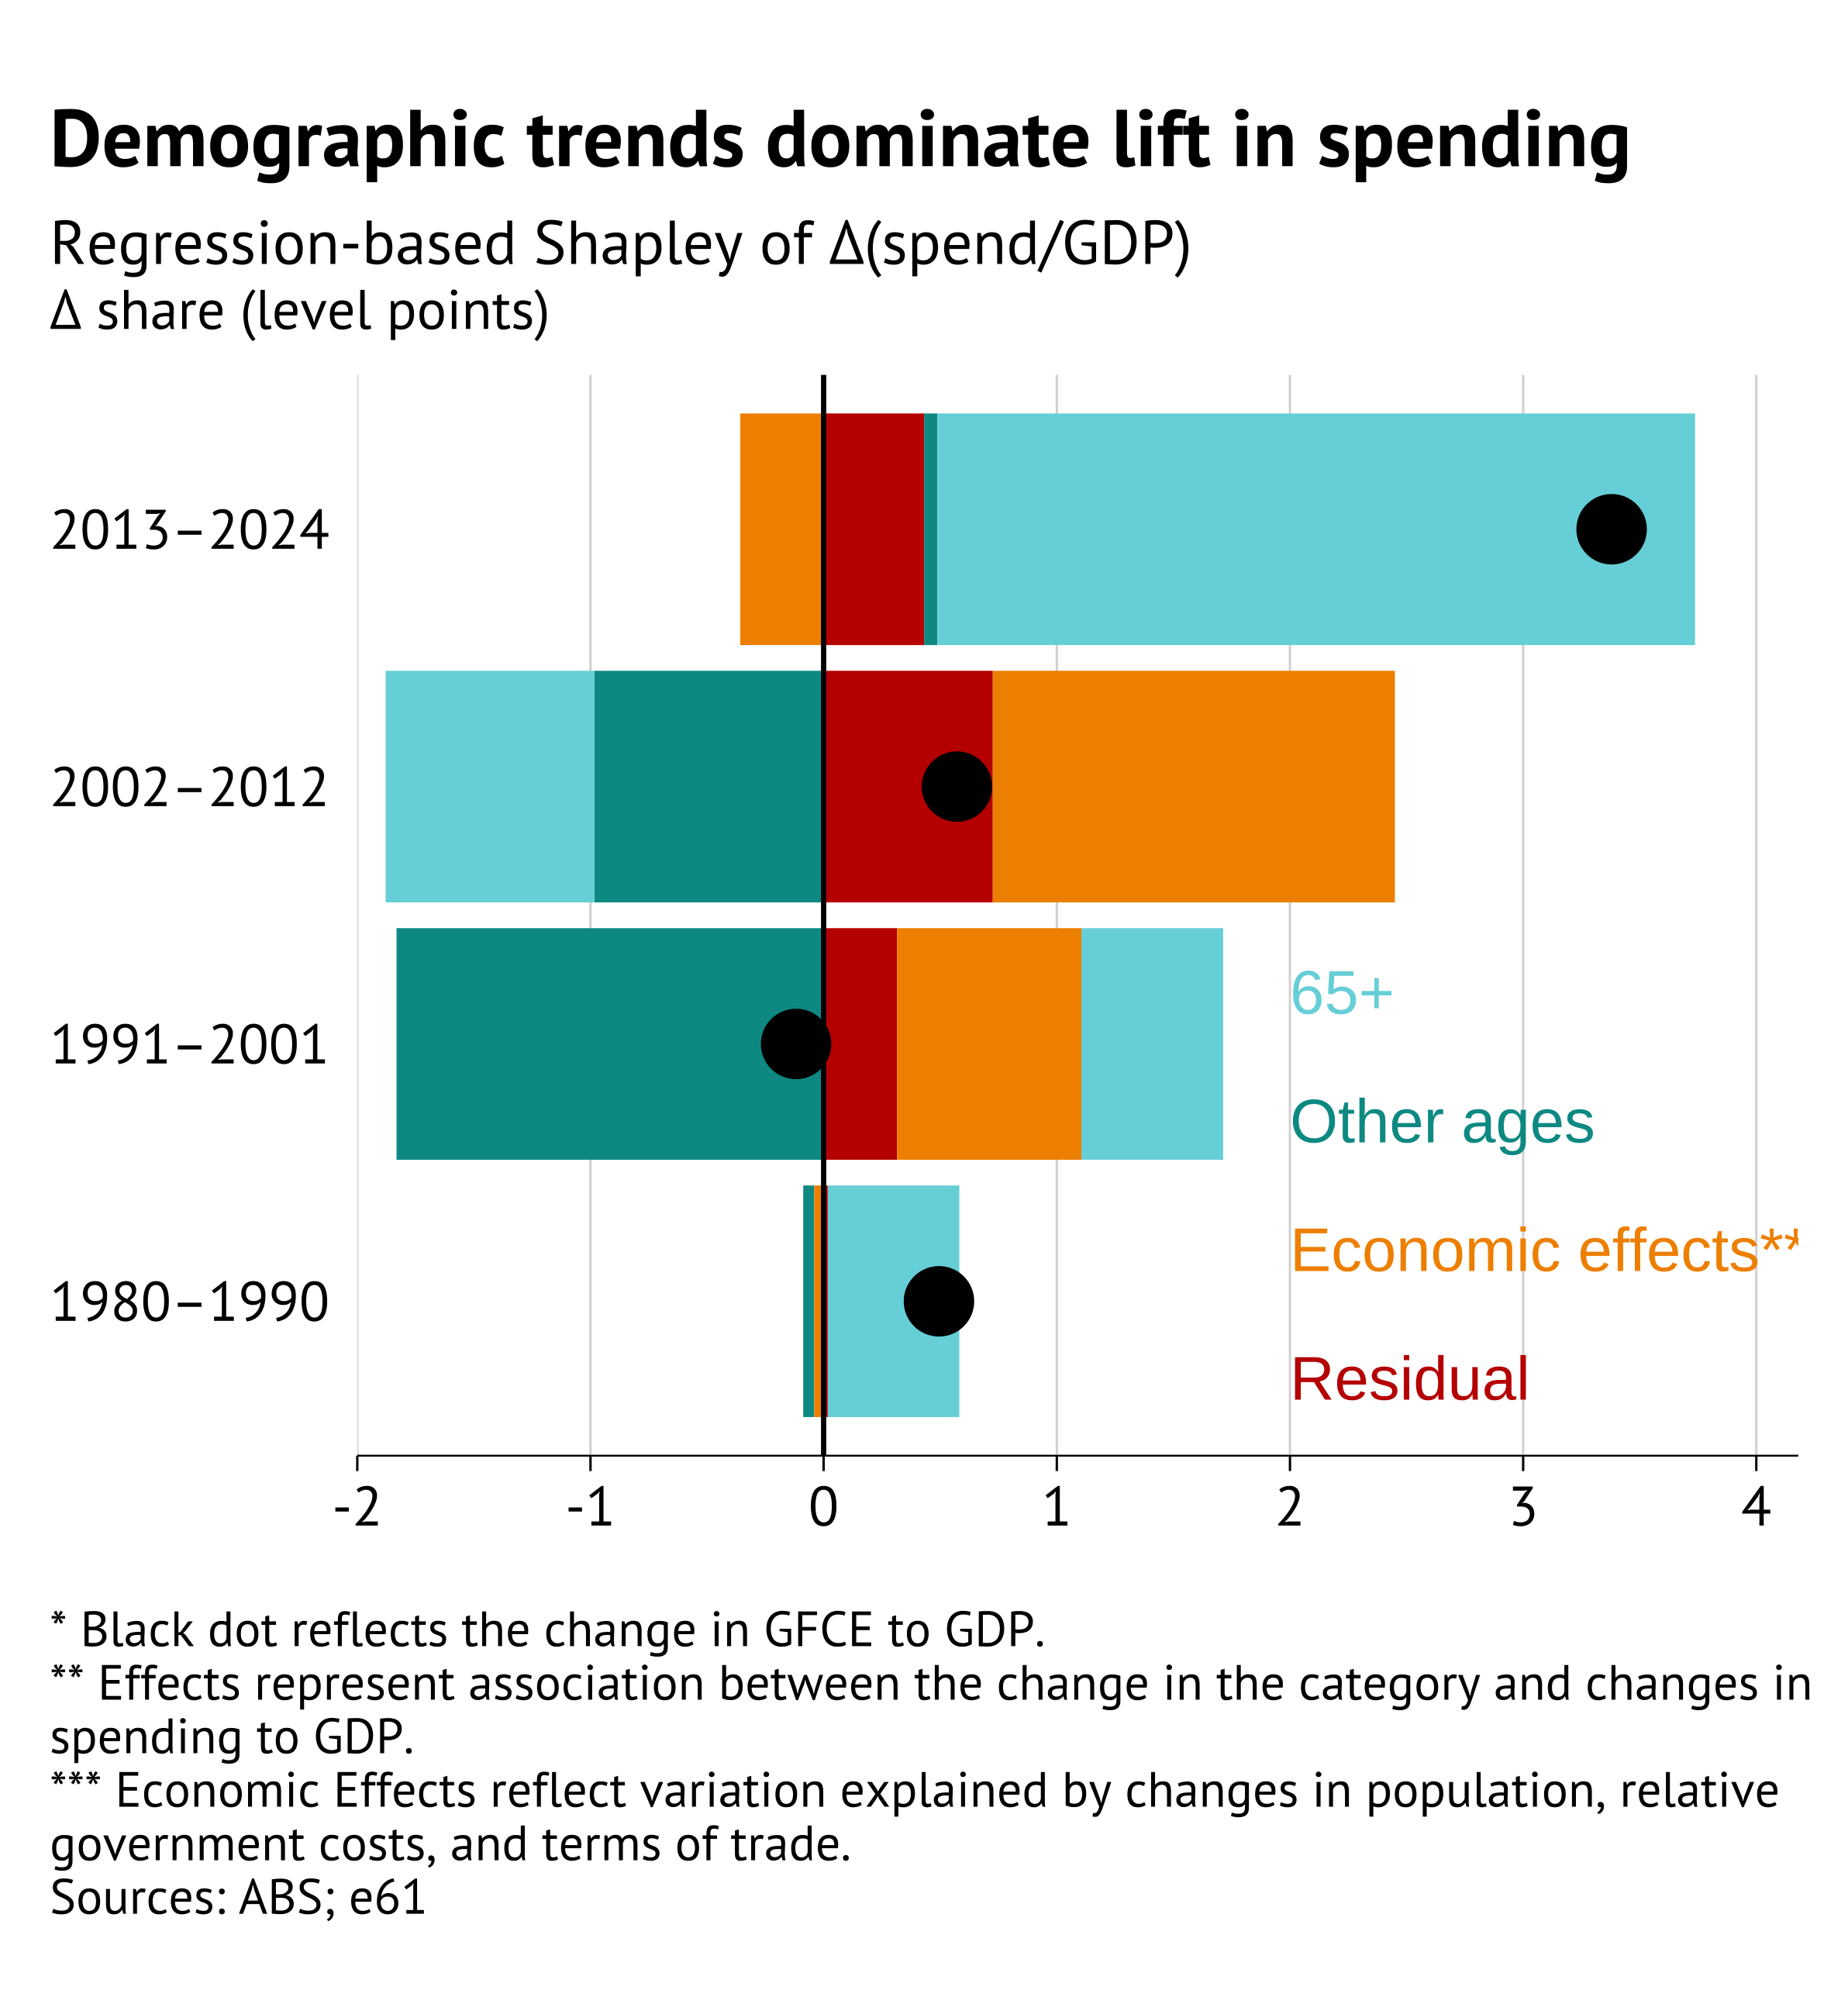 Demographic trends dominate lift in spending
Regression-based Shapley of Δ(spend/GDP)
Δ share (level points)
2013–2024
2002–2012
1991–2001
65+
Other ages
Economic effects**
1980–1990
Residual
-2 -1 0 1 2 3 4
* Black dot reflects the change in GFCE to GDP.
** Effects represent association between the change in the category and changes in
spending to GDP.
*** Economic Effects reflect variation explained by changes in population, relative
government costs, and terms of trade.
Sources: ABS; e61